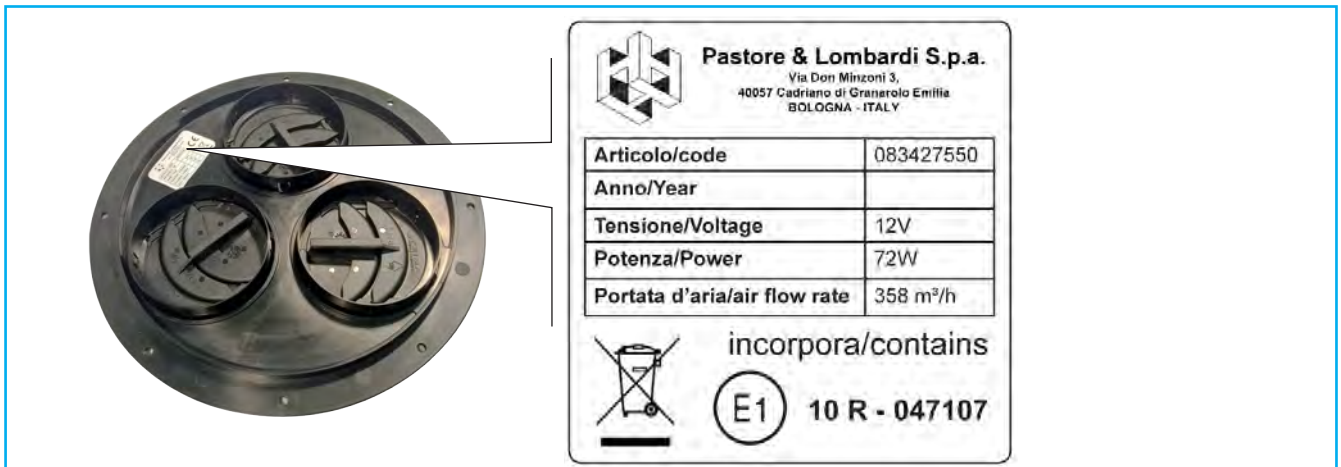 Pastore & Lombardi S.p.a.
Via Don Minzoni 3,
40057 Cadriano di Granarolo Emilia
BOLOGNA - ITALY
Articolo/code 083427550
Anno/Year
Tensione/Voltage 12V
Potenza/Power 72W
Portata d'aria/air flow rate 358 m³/h
incorpora/contains
E1 10 R - 047107